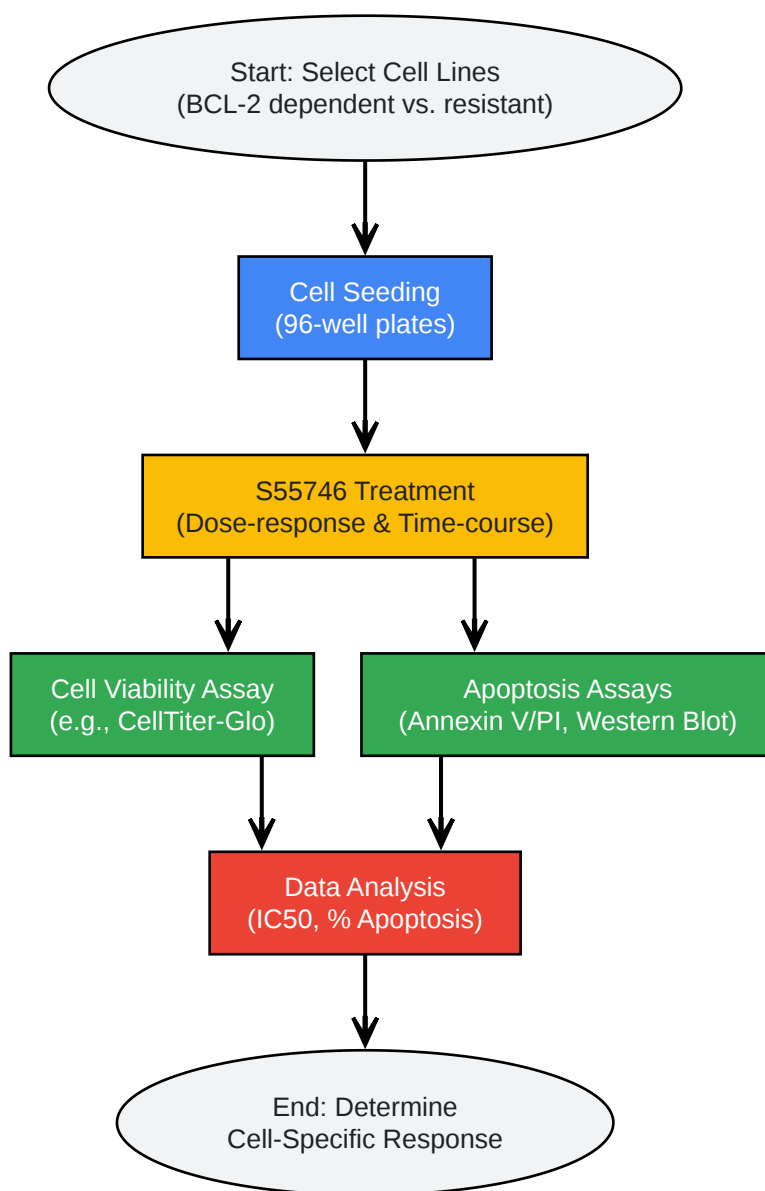 Start: Select Cell Lines
(BCL-2 dependent vs. resistant)
Cell Seeding
(96-well plates)
S55746 Treatment
(Dose-response & Time-course)
Cell Viability Assay
(e.g., CellTiter-Glo)
Apoptosis Assays
(Annexin V/PI, Western Blot)
Data Analysis
(IC50, % Apoptosis)
End: Determine
Cell-Specific Response